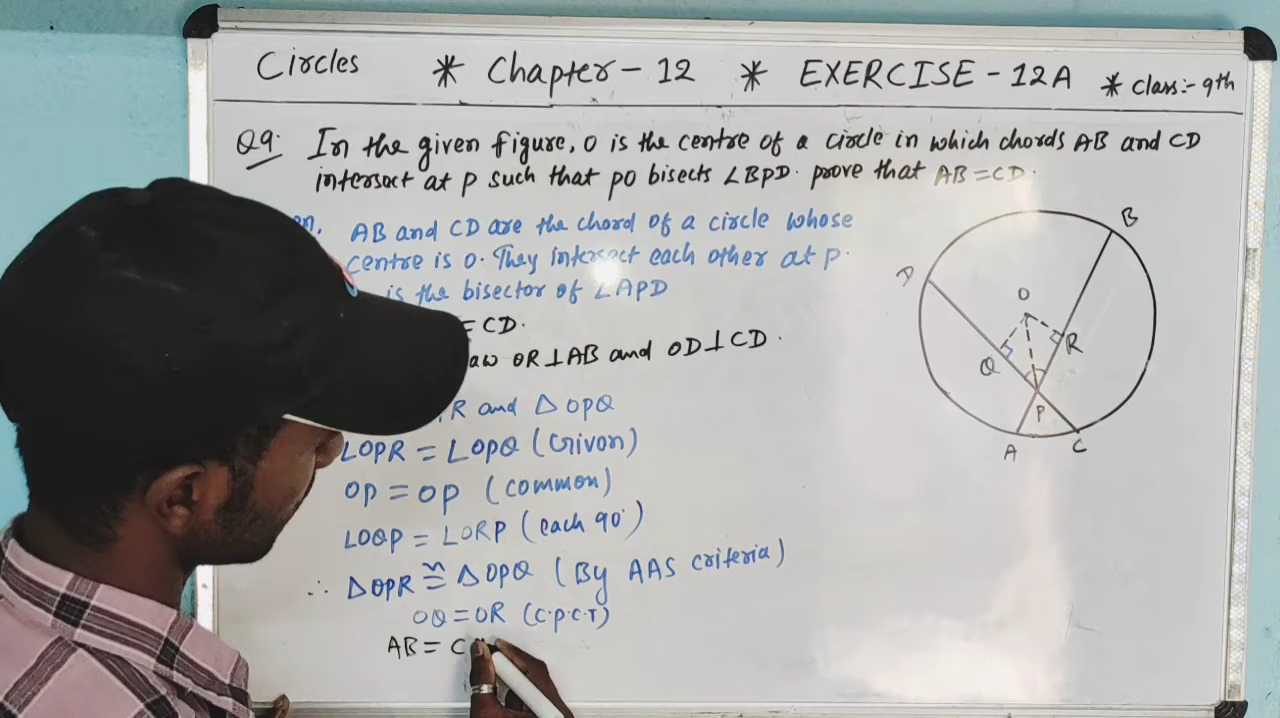 Circles * Chapter - 12 * EXERCISE - 12A * Class:- 9th
Q9. In the given figure, O is the centre of a circle in which chords AB and CD
intersect at P such that PO bisects ∠BPD. prove that AB = CD.
en. AB and CD are the chord of a circle whose
centre is O. They intersect each other at P.
is the bisector of ∠APD
= CD.
aw OR ⊥ AB and OD ⊥ CD.
R and Δ OPQ
∠OPR = ∠OPQ (Given)
OP = OP (common)
∠OQP = ∠ORP (each 90°)
∴ ΔOPR ≅ ΔOPQ (By AAS criteria)
OQ = OR (C.P.C.T)
AB = C
B
D
O
Q
R
P
A
C